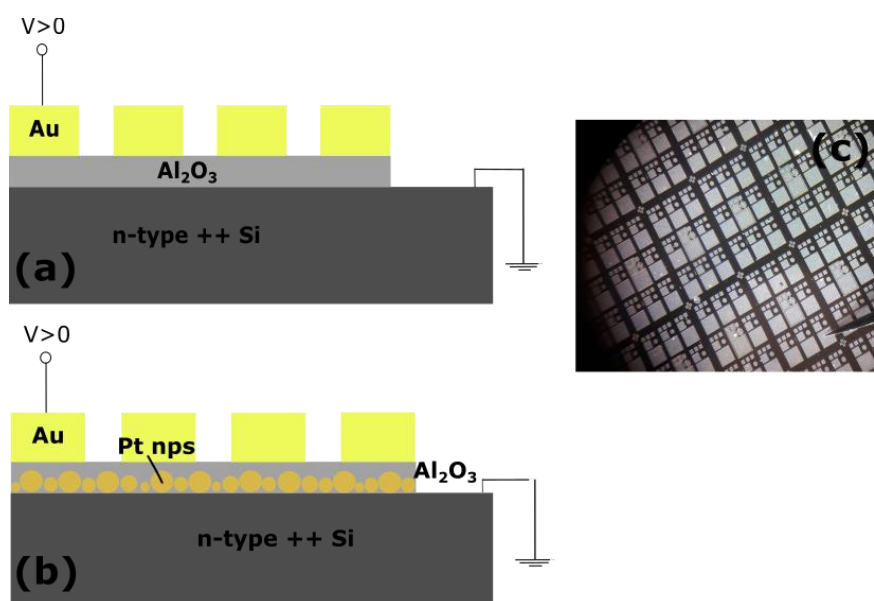 V>0
Au
Al₂O₃
n-type ++ Si
(a)
(c)
V>0
Au
Pt nps
Al₂O₃
n-type ++ Si
(b)